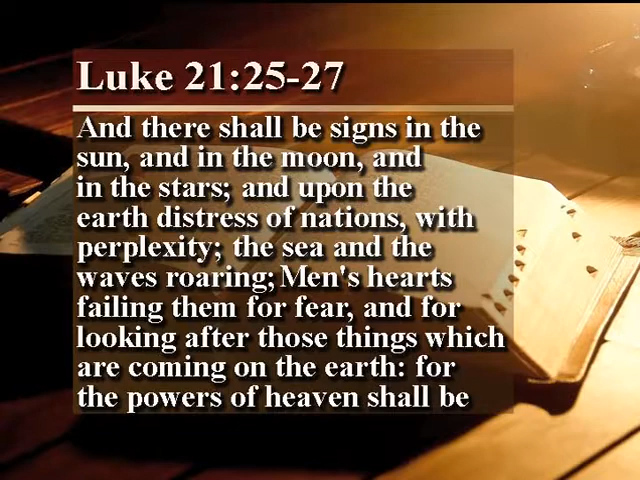 Luke 21:25-27
And there shall be signs in the
sun, and in the moon, and
in the stars; and upon the
earth distress of nations, with
perplexity; the sea and the
waves roaring; Men's hearts
failing them for fear, and for
looking after those things which
are coming on the earth: for
the powers of heaven shall be